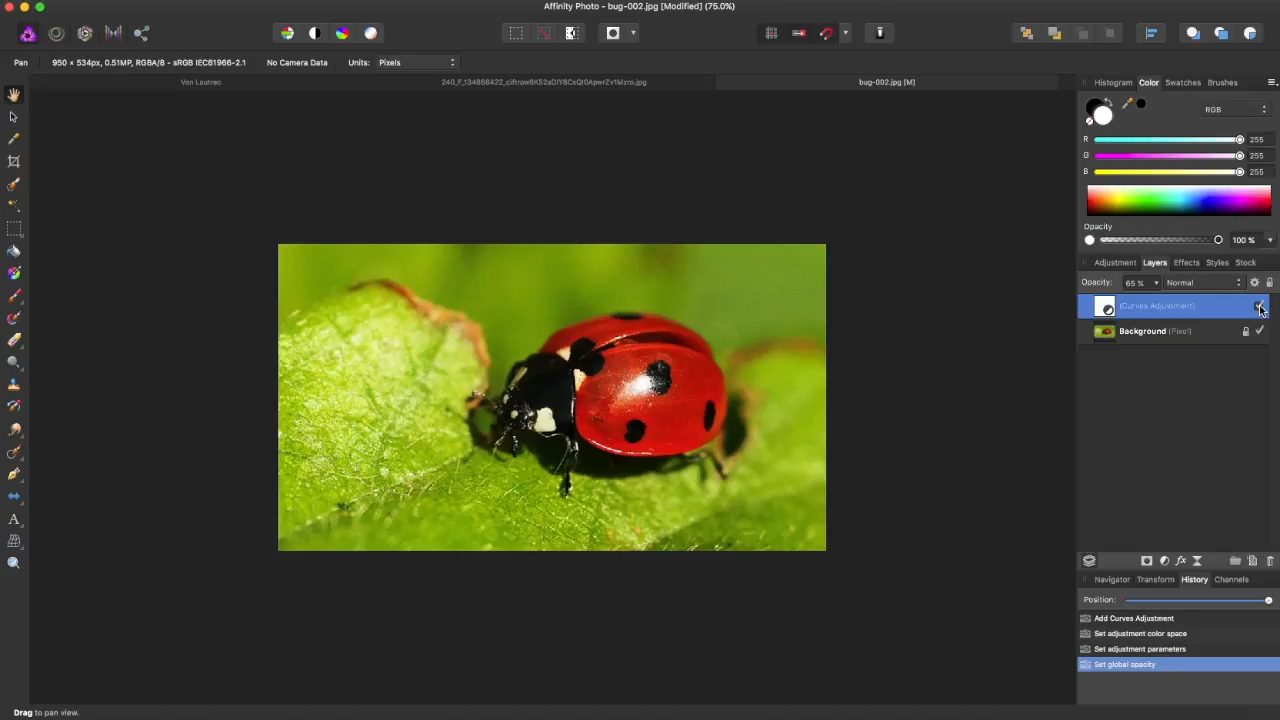 Affinity Photo - bug-002.jpg [Modified] (75.0%)
Pan 950 × 534px, 0.51MP, RGBA/8 - sRGB IEC61966-2.1 No Camera Data Units: Pixels
Van Lautrec bug-002.jpg [M]
Histogram Color Swatches Brushes
RGB
R 255
G 255
B 255
Opacity
100 %
Adjustment Layers Effects Styles Stock
Opacity: 65 % Normal
(Curves Adjustment)
Background (Pixel)
fx
A
Navigator Transform History Channels
Position:
Add Curves Adjustment
Set adjustment color space
Set adjustment parameters
Set global opacity
Drag to pan view.